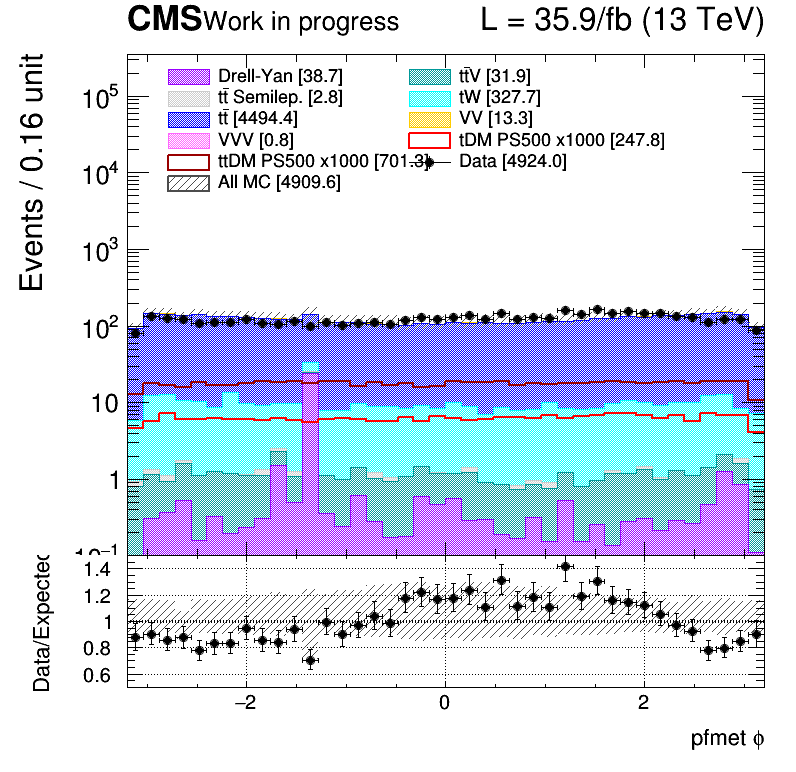 CMS Work in progress L = 35.9/fb (13 TeV)
Events / 0.16 unit
Drell-Yan [38.7] tt̄V [31.9]
tt̄ Semilep. [2.8] tW [327.7]
tt̄ [4494.4] VV [13.3]
VVV [0.8] tDM PS500 x1000 [247.8]
ttDM PS500 x1000 [701.3] Data [4924.0]
All MC [4909.6]
10⁵
10⁴
10³
10²
10
1
10⁻¹
Data/Expected
1.4
1.2
1
0.8
0.6
−2 0 2
pfmet ϕ